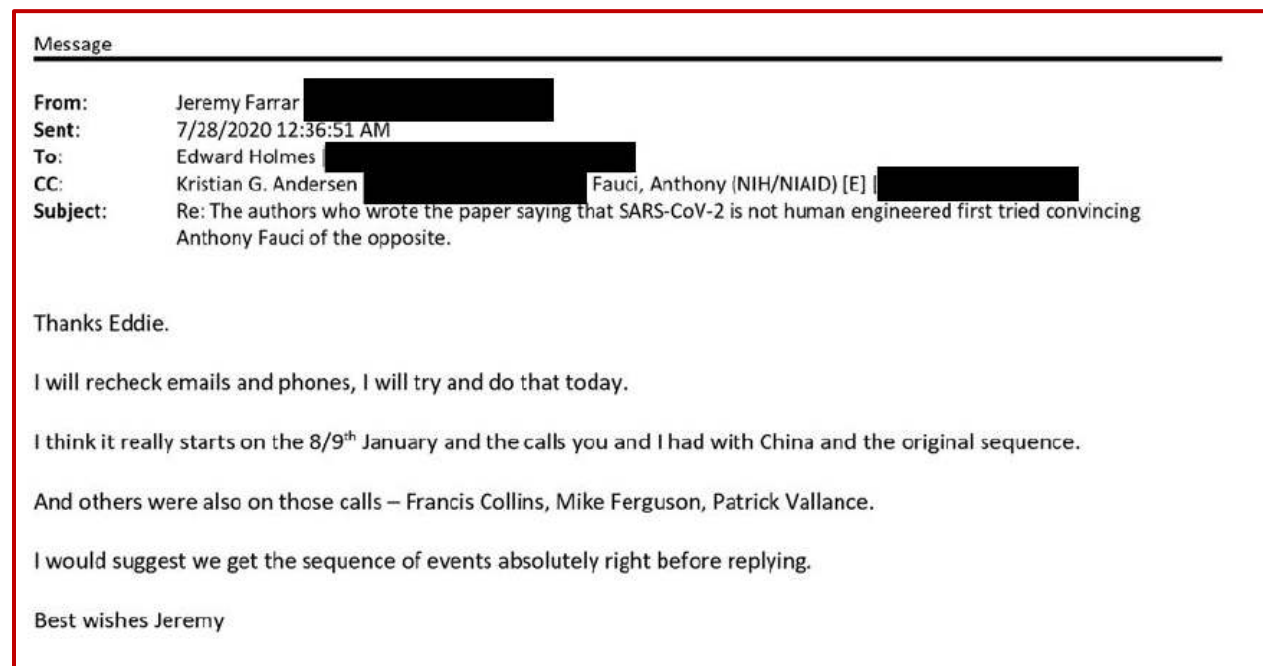 Message
From: Jeremy Farrar
Sent: 7/28/2020 12:36:51 AM
To: Edward Holmes [
CC: Kristian G. Andersen Fauci, Anthony (NIH/NIAID) [E] [
Subject: Re: The authors who wrote the paper saying that SARS-CoV-2 is not human engineered first tried convincing
Anthony Fauci of the opposite.
Thanks Eddie.
I will recheck emails and phones, I will try and do that today.
I think it really starts on the 8/9th January and the calls you and I had with China and the original sequence.
And others were also on those calls – Francis Collins, Mike Ferguson, Patrick Vallance.
I would suggest we get the sequence of events absolutely right before replying.
Best wishes Jeremy